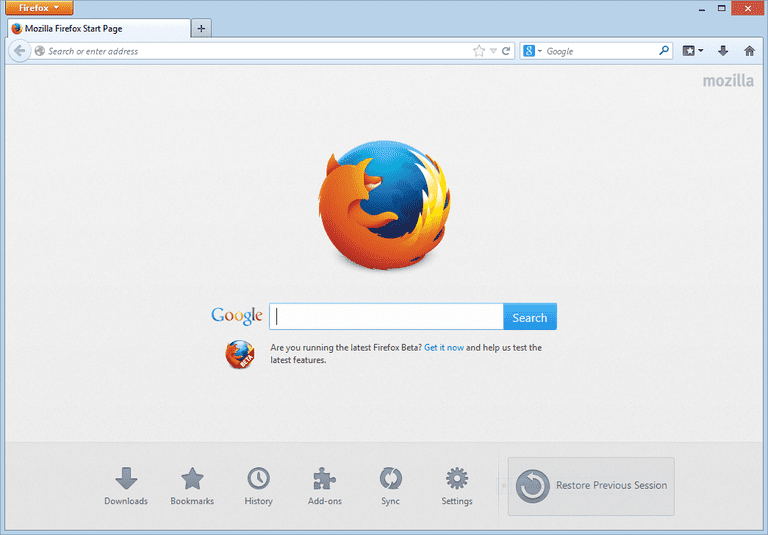 Firefox
Mozilla Firefox Start Page
Search or enter address
Google
mozilla
Google
Search
Are you running the latest Firefox Beta? Get it now and help us test the
latest features.
BETA
Downloads
Bookmarks
History
Add-ons
Sync
Settings
Restore Previous Session